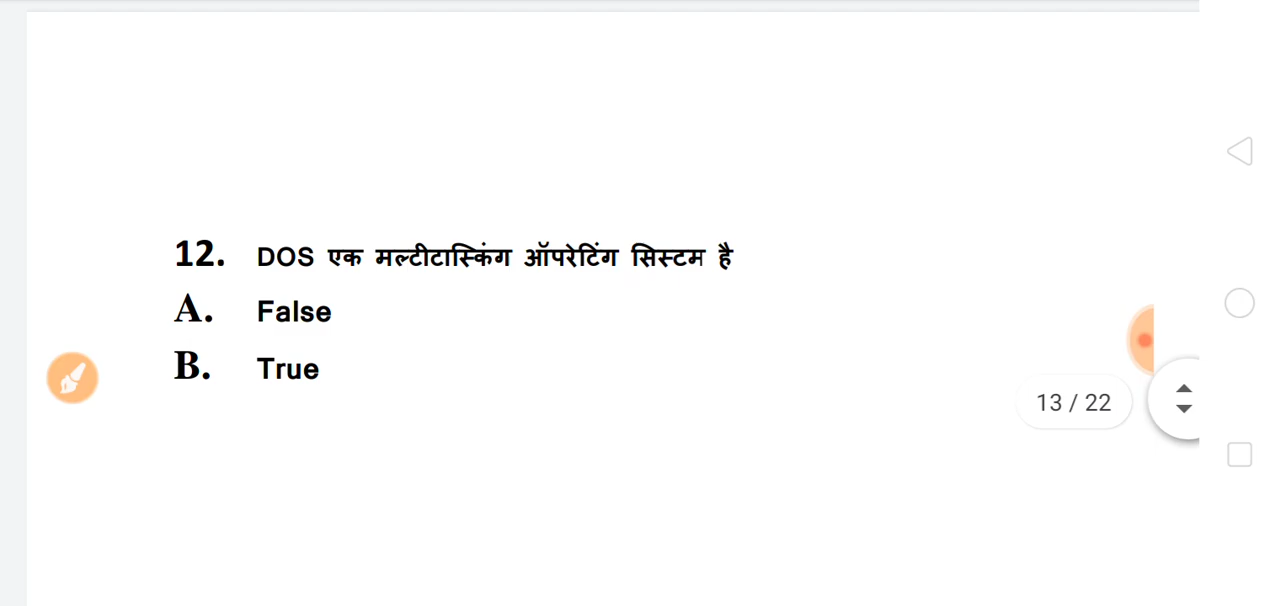 12. DOS एक मल्टीटास्किंग ऑपरेटिंग सिस्टम है
A. False
B. True
13 / 22